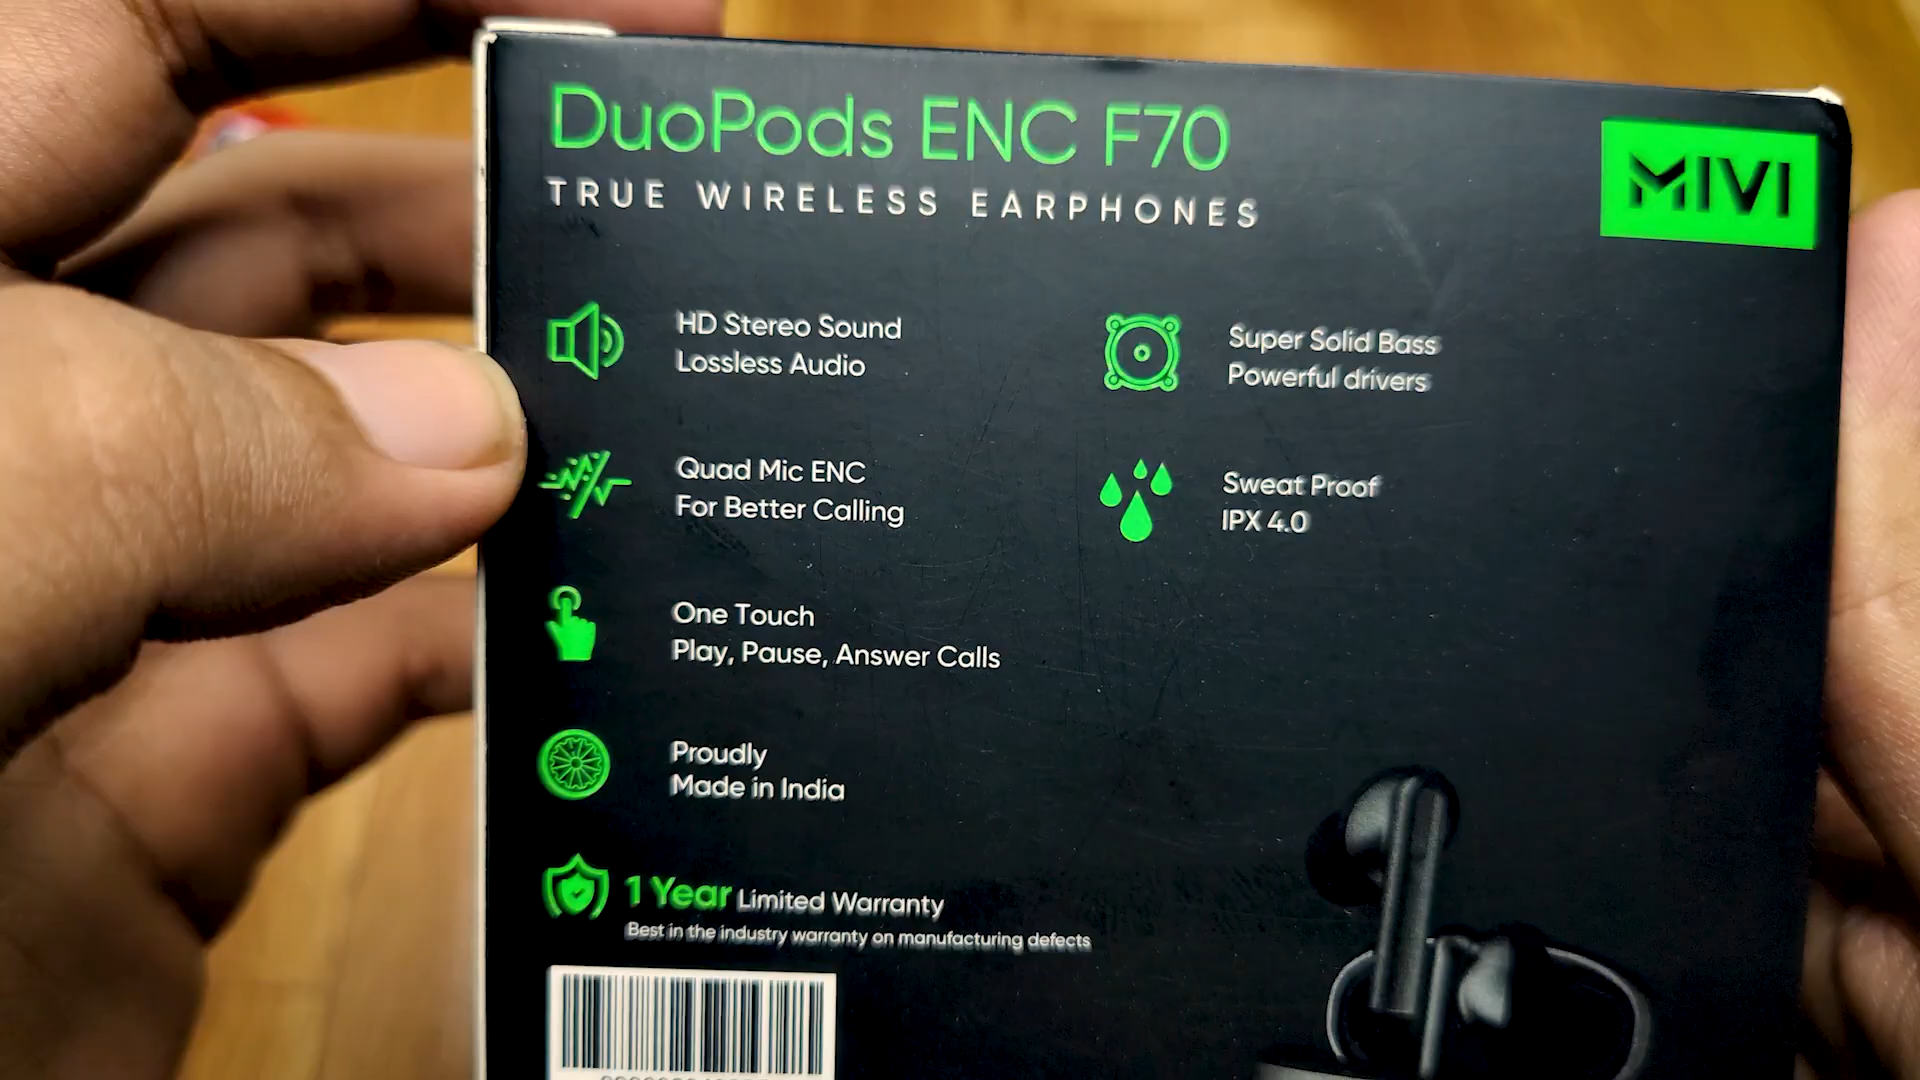 DuoPods ENC F70
MIVI
TRUE WIRELESS EARPHONES
HD Stereo Sound
Lossless Audio
Super Solid Bass
Powerful drivers
Quad Mic ENC
For Better Calling
Sweat Proof
IPX 4.0
One Touch
Play, Pause, Answer Calls
Proudly
Made in India
1 Year Limited Warranty
Best in the industry warranty on manufacturing defects